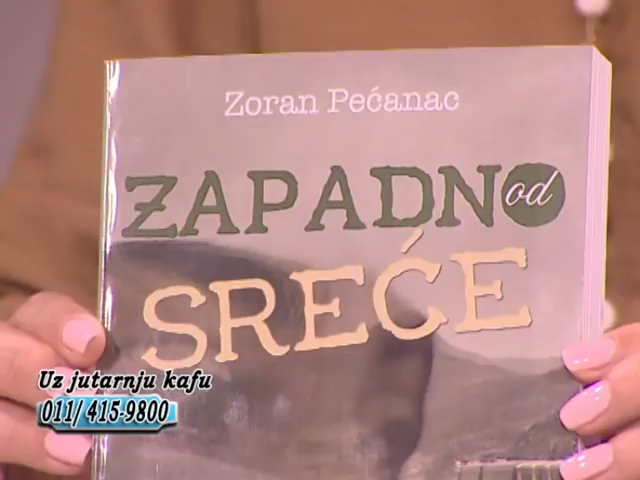 Zoran Pećanac
ZAPADNO od
SREĆE
Uz jutarnju kafu
011/ 415-9800